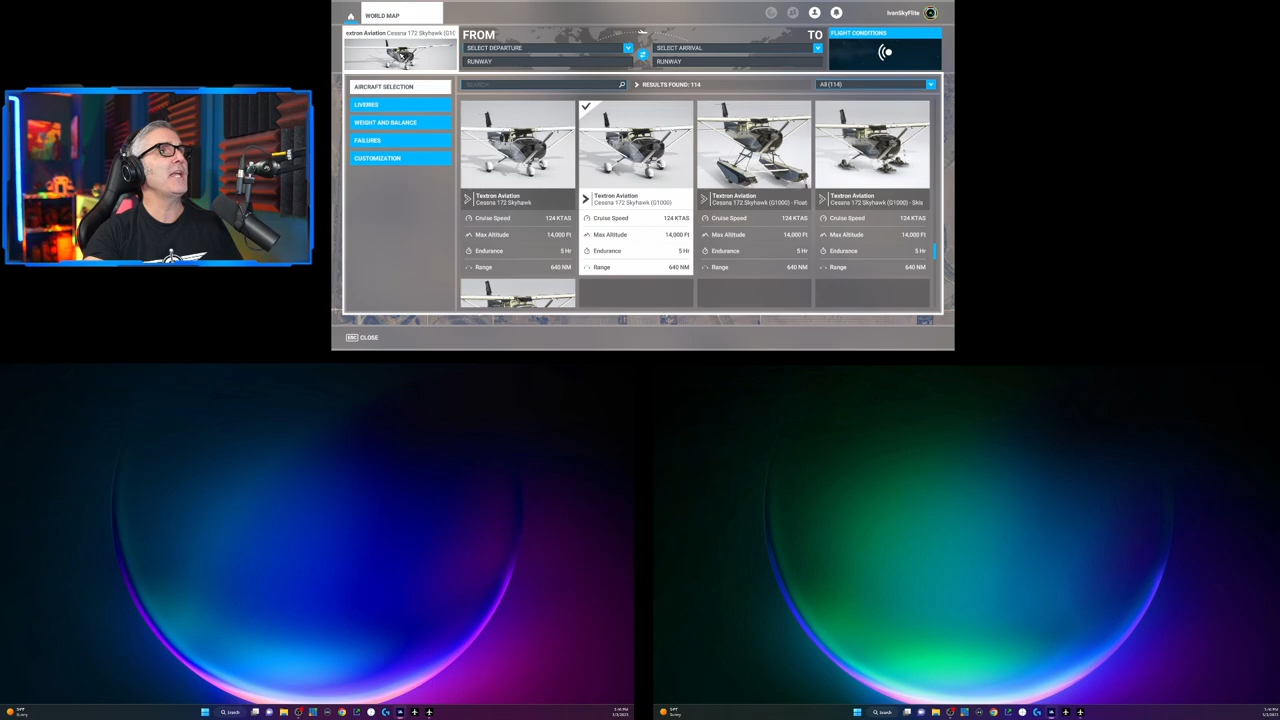 WORLD MAP
IvanSkyFlite
extron Aviation Cessna 172 Skyhawk (G10
FROM
TO
FLIGHT CONDITIONS
SELECT DEPARTURE
SELECT ARRIVAL
RUNWAY
RUNWAY
AIRCRAFT SELECTION
LIVERIES
WEIGHT AND BALANCE
FAILURES
CUSTOMIZATION
SEARCH
RESULTS FOUND: 114
All (114)
Textron Aviation
Cessna 172 Skyhawk
Cruise Speed 124 KTAS
Max Altitude 14,000 Ft
Endurance 5 Hr
Range 640 NM
Textron Aviation
Cessna 172 Skyhawk (G1000)
Cruise Speed 124 KTAS
Max Altitude 14,000 Ft
Endurance 5 Hr
Range 640 NM
Textron Aviation
Cessna 172 Skyhawk (G1000) - Float
Cruise Speed 124 KTAS
Max Altitude 14,000 Ft
Endurance 5 Hr
Range 640 NM
Textron Aviation
Cessna 172 Skyhawk (G1000) - Skis
Cruise Speed 124 KTAS
Max Altitude 14,000 Ft
Endurance 5 Hr
Range 640 NM
ESC CLOSE
Sunny
Search
Sunny
Search